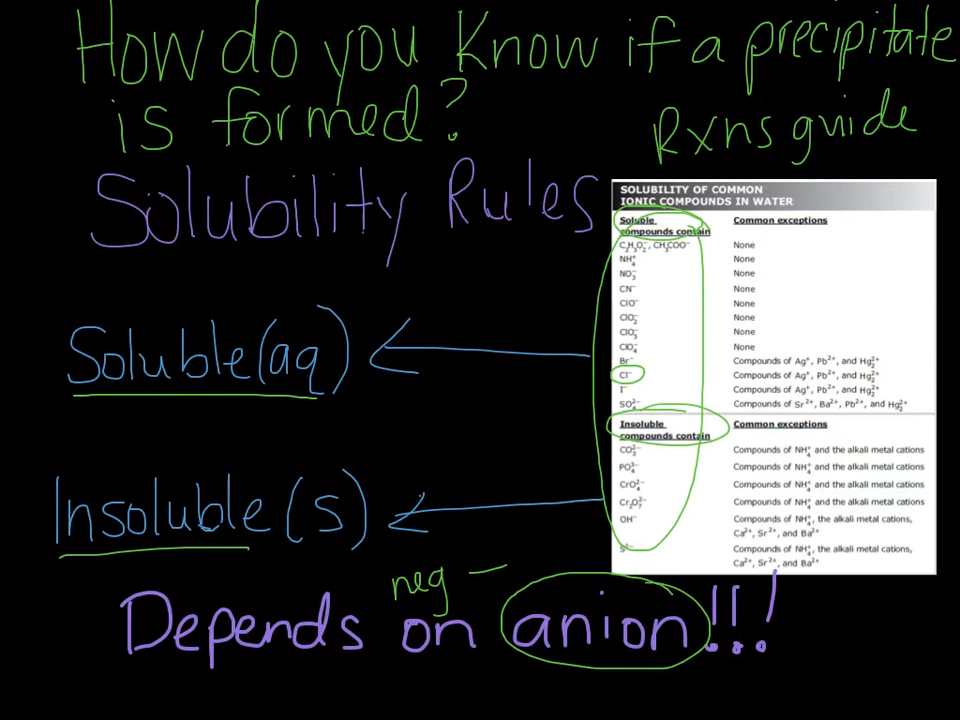 How do you know if a precipitate
is formed?
Rxns guide
Solubility Rules
SOLUBILITY OF COMMON
IONIC COMPOUNDS IN WATER
Soluble
compounds contain Common exceptions
C₂H₃O₂⁻, CH₃COO⁻ None
NH₄⁺ None
NO₃⁻ None
CN⁻ None
ClO⁻ None
ClO₂⁻ None
ClO₃⁻ None
ClO₄⁻ None
Br⁻ Compounds of Ag⁺, Pb²⁺, and Hg₂²⁺
Cl⁻ Compounds of Ag⁺, Pb²⁺, and Hg₂²⁺
I⁻ Compounds of Ag⁺, Pb²⁺, and Hg₂²⁺
SO₄²⁻ Compounds of Sr²⁺, Ba²⁺, Pb²⁺, and Hg₂²⁺
Insoluble
compounds contain Common exceptions
CO₃²⁻ Compounds of NH₄⁺ and the alkali metal cations
PO₄³⁻ Compounds of NH₄⁺ and the alkali metal cations
CrO₄²⁻ Compounds of NH₄⁺ and the alkali metal cations
Cr₂O₇²⁻ Compounds of NH₄⁺ and the alkali metal cations
OH⁻ Compounds of NH₄⁺, the alkali metal cations,
Ca²⁺, Sr²⁺, and Ba²⁺
S²⁻ Compounds of NH₄⁺, the alkali metal cations,
Ca²⁺, Sr²⁺, and Ba²⁺
Soluble (aq)
Insoluble (s)
neg −
Depends on anion!!!